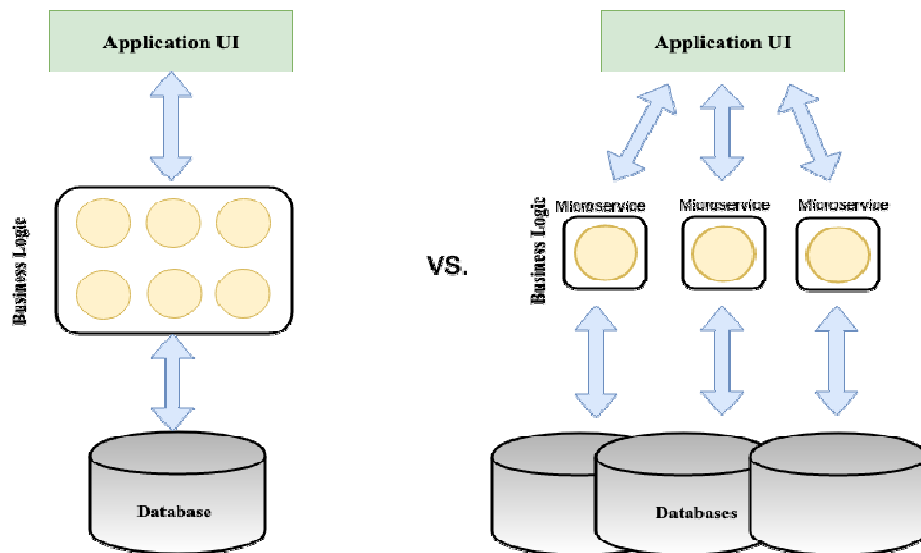 Application UI
Business Logic
Database
vs.
Application UI
Microservice
Microservice
Microservice
Business Logic
Databases